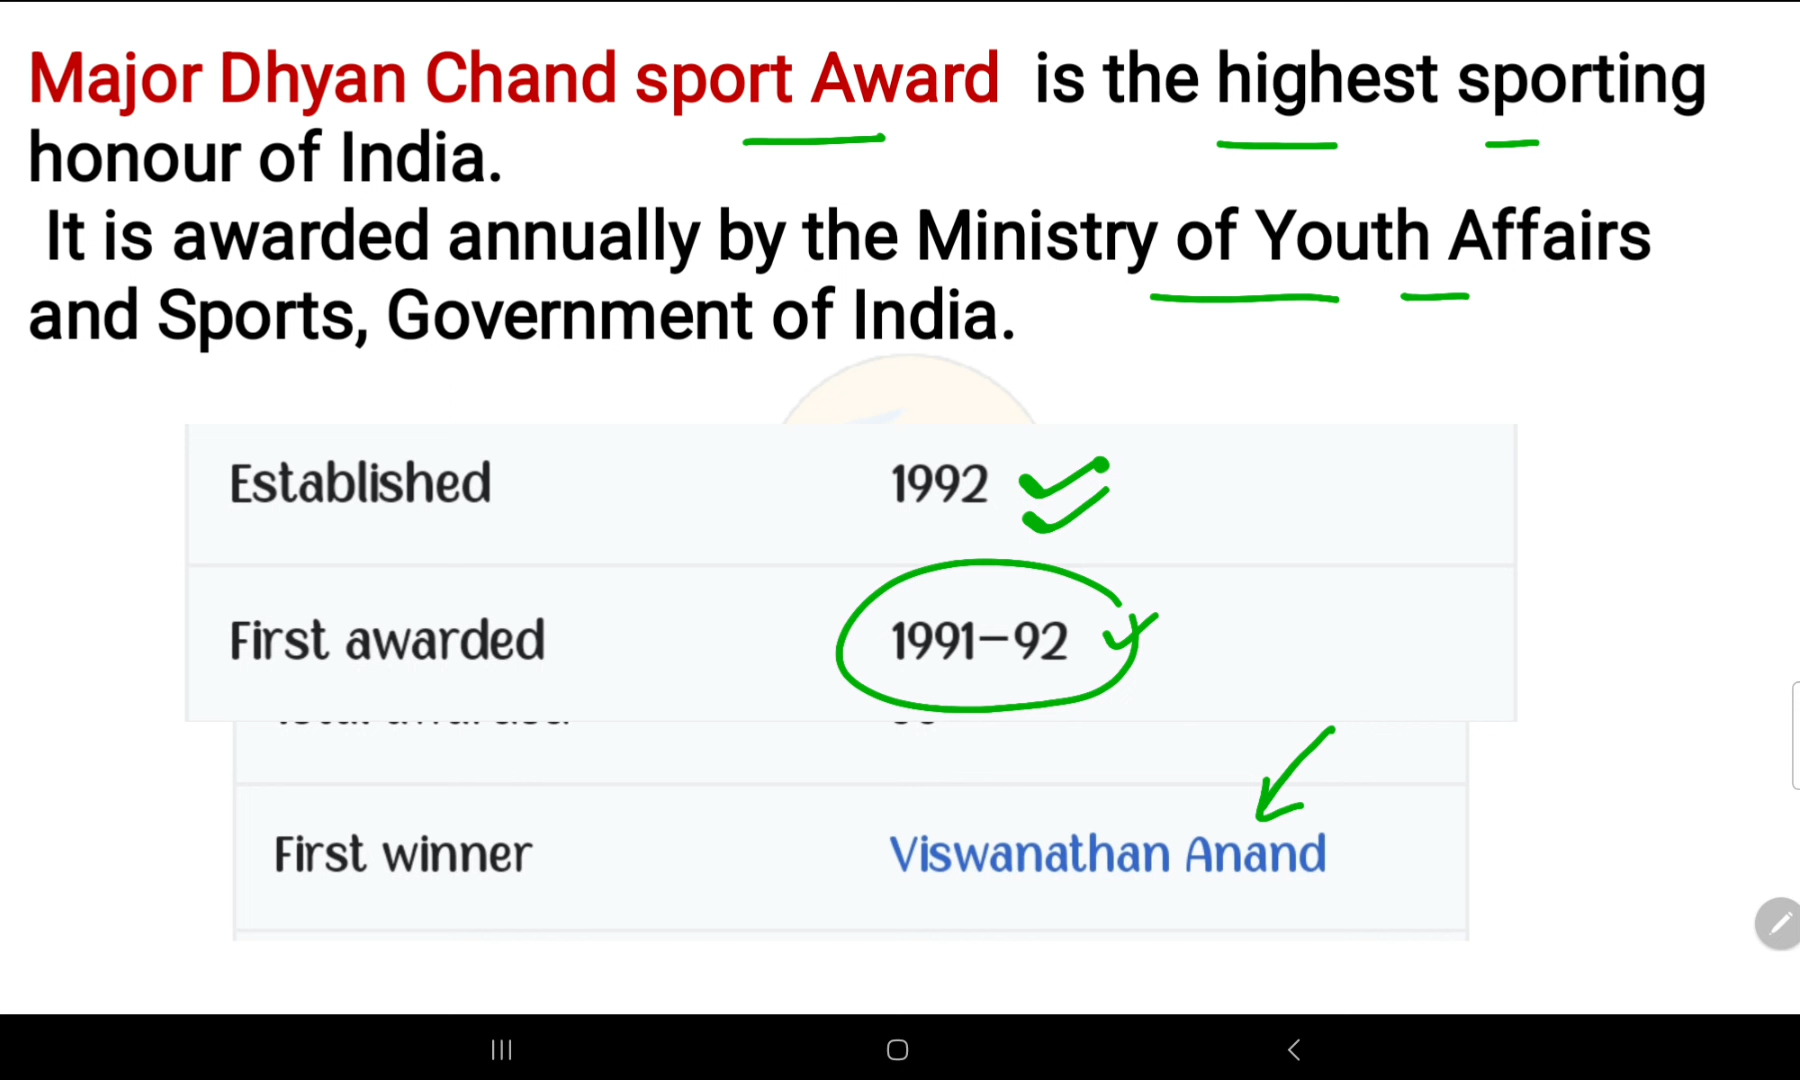 Major Dhyan Chand sport Award is the highest sporting
honour of India.
It is awarded annually by the Ministry of Youth Affairs
and Sports, Government of India.
Established 1992
First awarded 1991–92
First winner Viswanathan Anand